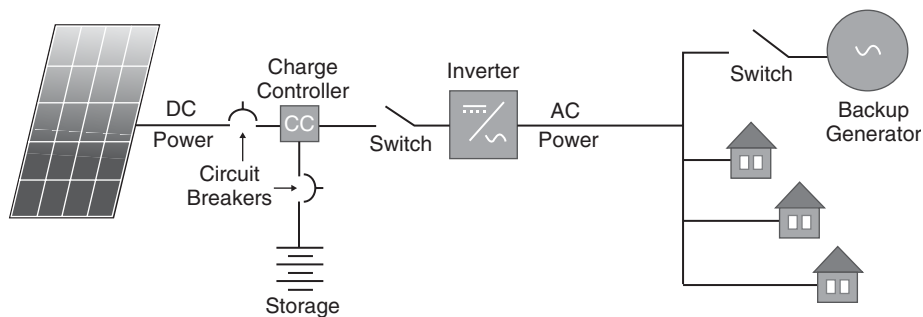 DC
Power
Circuit
Breakers
Charge
Controller
CC
Storage
Switch
Inverter
AC
Power
Switch
Backup
Generator